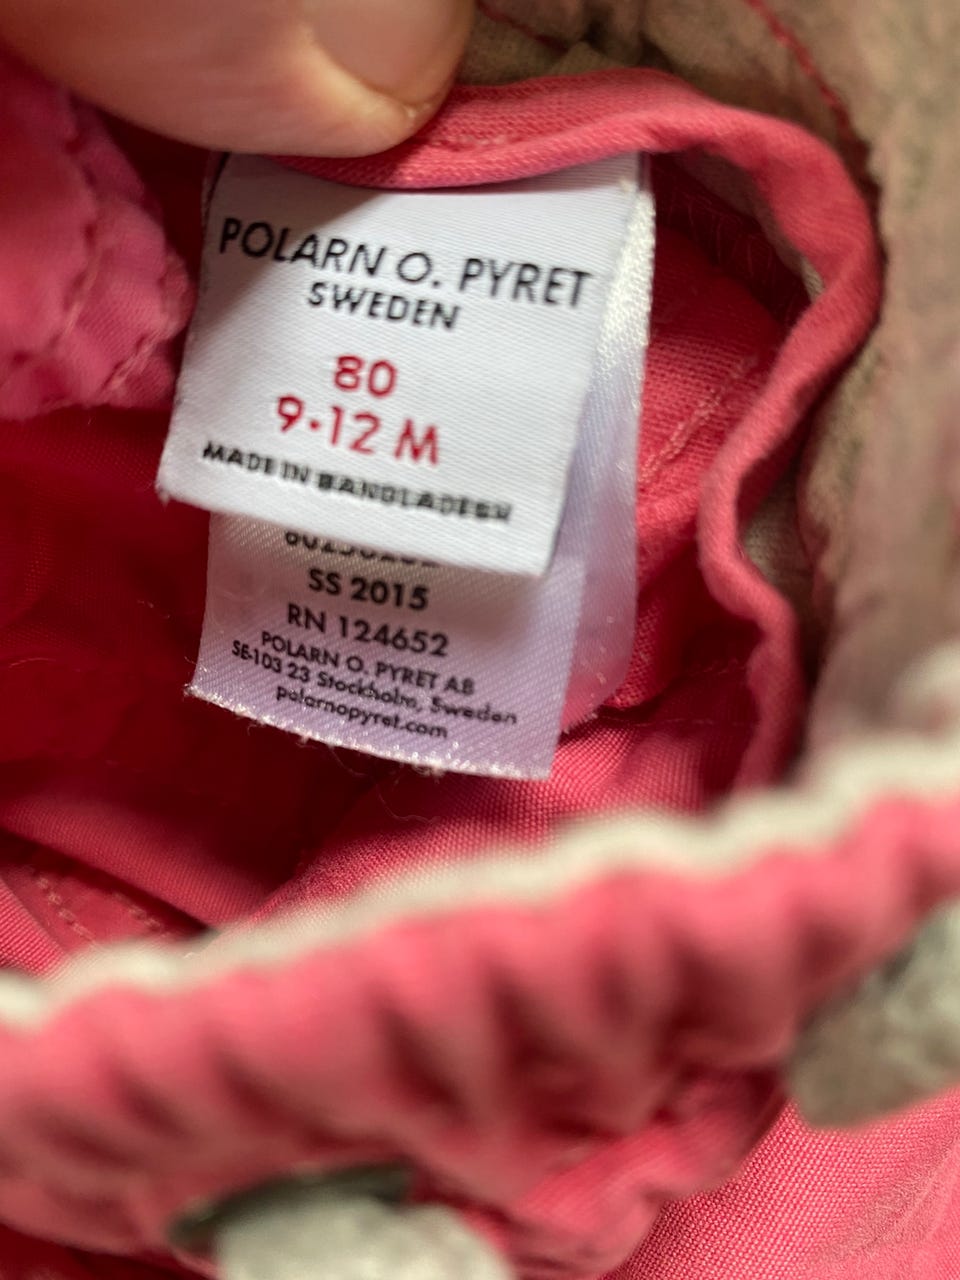 POLARN O. PYRET
SWEDEN
80
9-12 M
MADE IN BANGLADESH
SS 2015
RN 124652
POLARN O. PYRET AB
SE-103 23 Stockholm, Sweden
polarnopyret.com